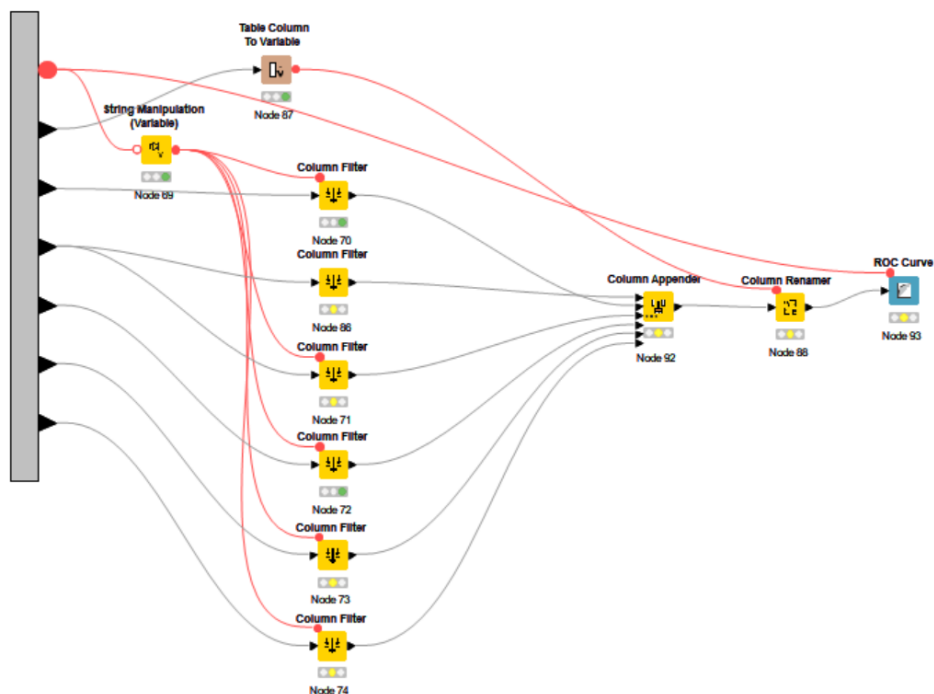 Table Column
To Variable
Node 87
String Manipulation
(Variable)
Node 69
Column Filter
Node 70
Column Filter
Node 86
Column Filter
Node 71
Column Filter
Node 72
Column Filter
Node 73
Column Filter
Node 74
Column Appender
Node 92
Column Renamer
Node 88
ROC Curve
Node 93